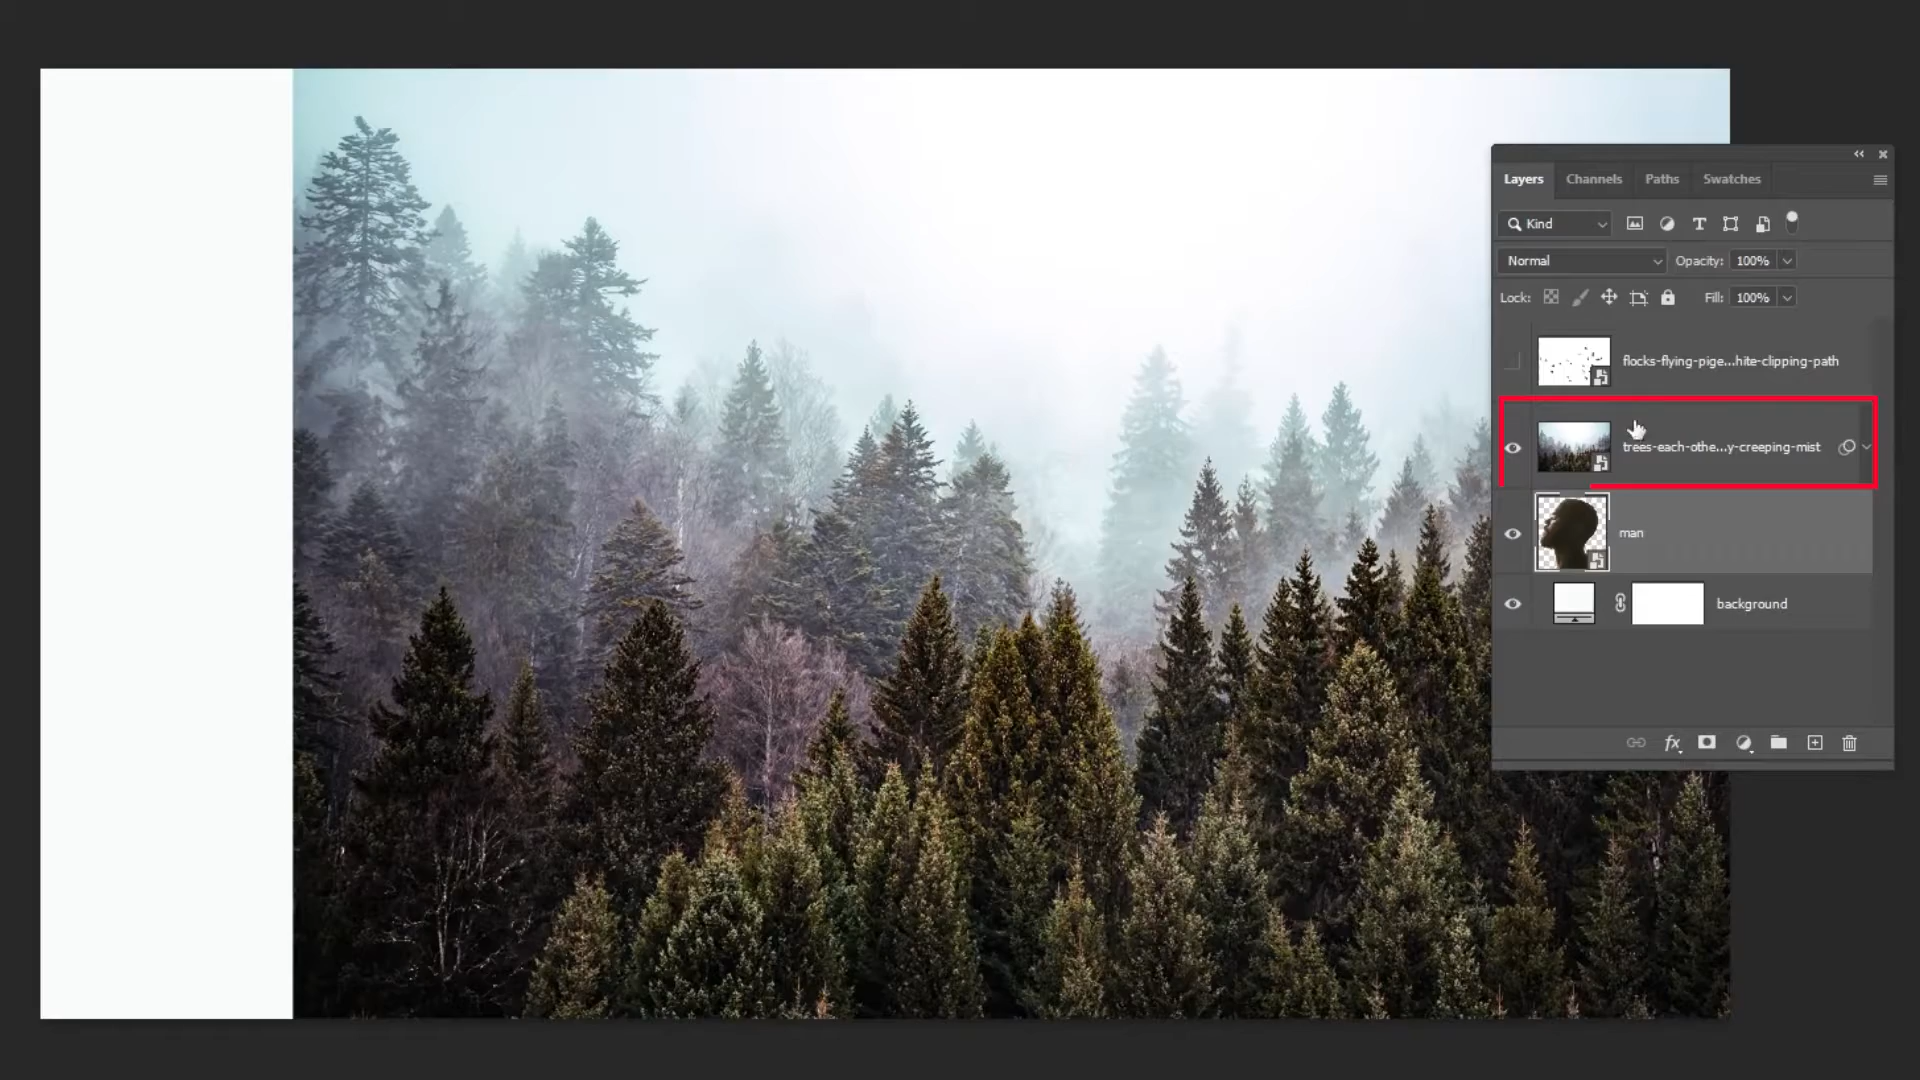 Layers Channels Paths Swatches
Kind
Normal Opacity: 100%
Lock: Fill: 100%
flocks-flying-pige...hite-clipping-path
trees-each-othe...y-creeping-mist
man
background
fx